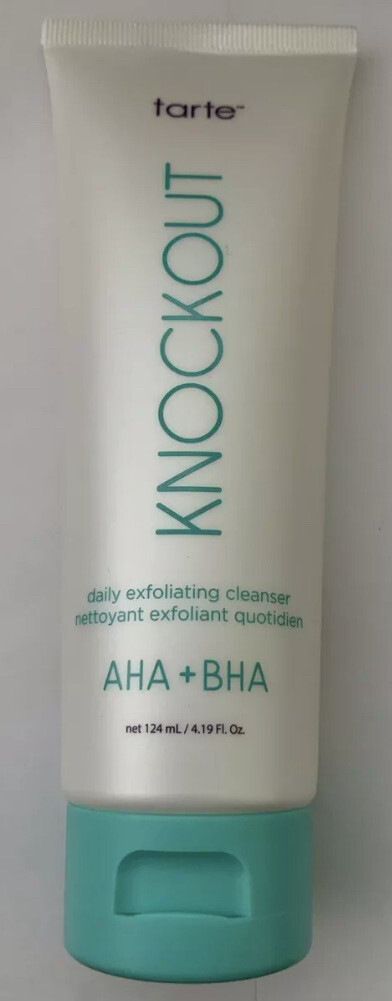 tarte™
KNOCKOUT
daily exfoliating cleanser
nettoyant exfoliant quotidien
AHA + BHA
net 124 mL / 4.19 Fl. Oz.